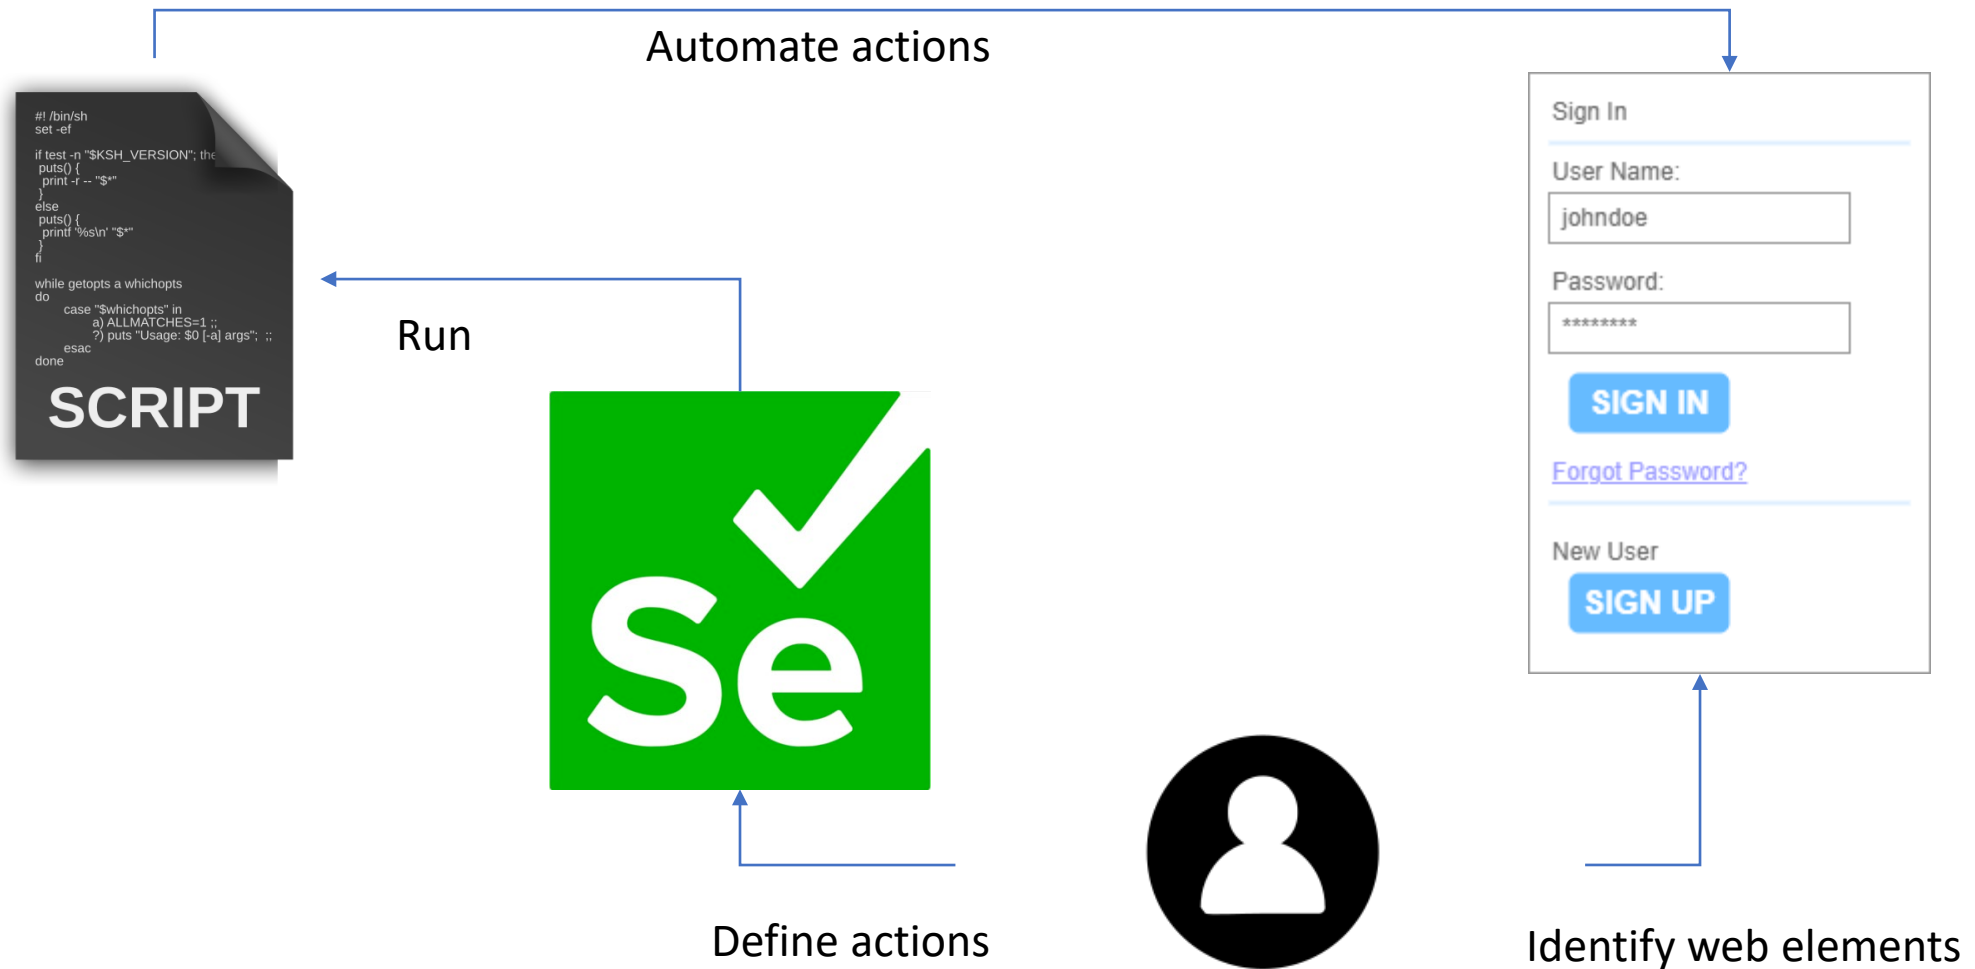 Automate actions
#! /bin/sh
set -ef
if test -n "$KSH_VERSION"; the
puts() {
print -r -- "$*"
}
else
puts() {
printf '%s\n' "$*"
}
fi
while getopts a whichopts
do
case "$whichopts" in
a) ALLMATCHES=1 ;;
?) puts "Usage: $0 [-a] args"; ;;
esac
done
SCRIPT
Run
Se
Define actions
Sign In
User Name:
johndoe
Password:
********
SIGN IN
Forgot Password?
New User
SIGN UP
Identify web elements